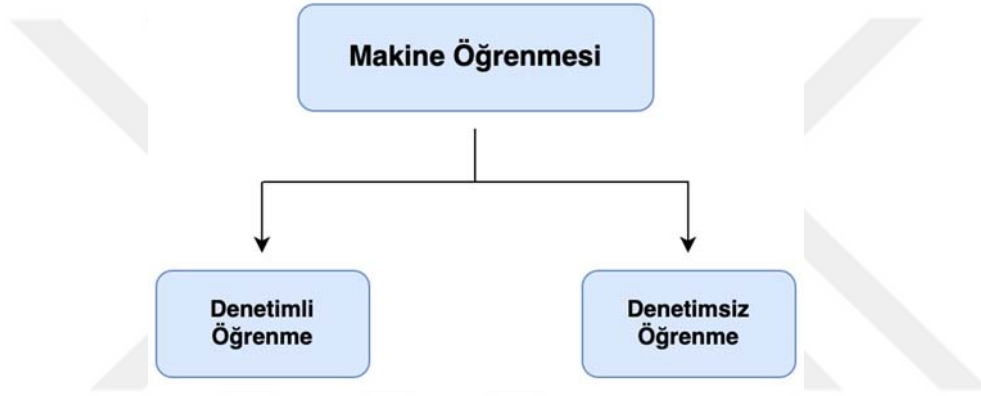 Makine Öğrenmesi
Denetimli
Öğrenme
Denetimsiz
Öğrenme